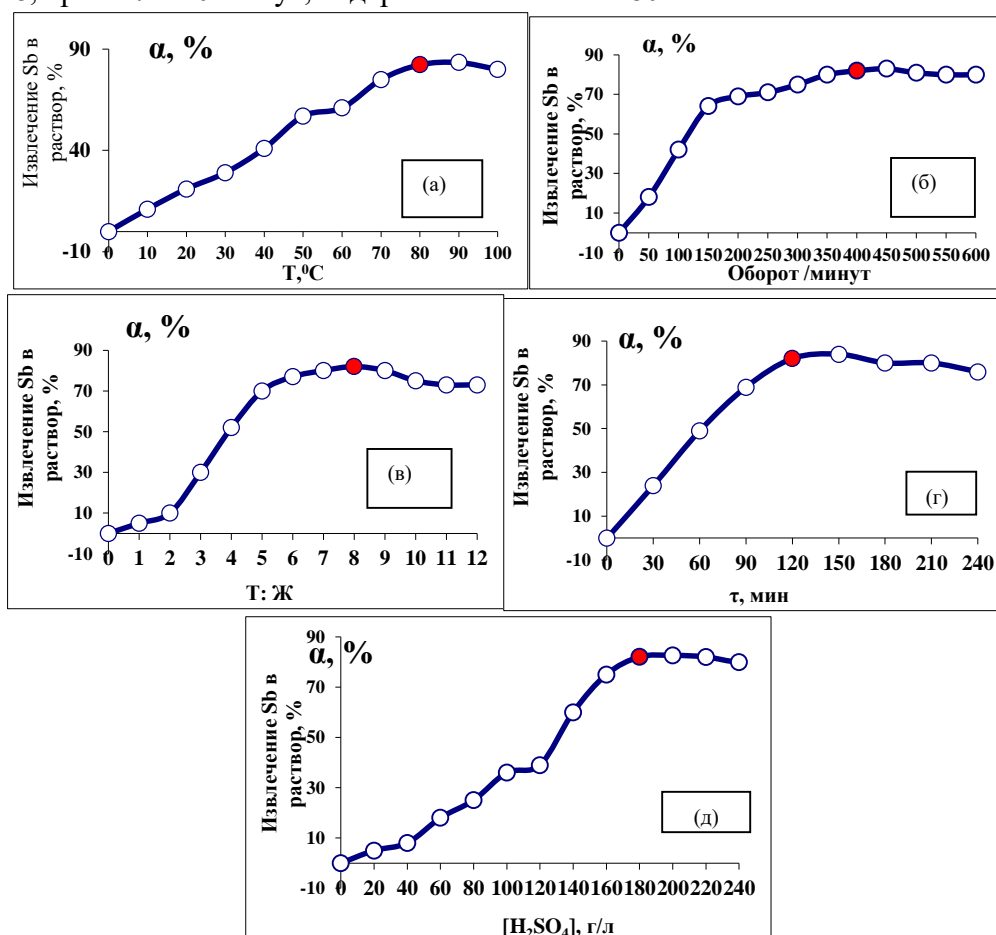 α, %
Извлечение Sb в
раствор, %
90
40
-10
0 10 20 30 40 50 60 70 80 90 100
T,⁰C
(а)
α, %
Извлечение Sb в
раствор, %
90
70
50
30
10
-10
0 50 100 150 200 250 300 350 400 450 500 550 600
Оборот /минут
(б)
α, %
Извлечение Sb в
раствор, %
90
70
50
30
10
-10
0 1 2 3 4 5 6 7 8 9 10 11 12
Т: Ж
(в)
α, %
Извлечение Sb в
раствор, %
90
70
50
30
10
-10
0 30 60 90 120 150 180 210 240
τ, мин
(г)
α, %
Извлечение Sb в
раствор, %
90
70
50
30
10
-10
0 20 40 60 80 100 120 140 160 180 200 220 240
[H₂SO₄], г/л
(д)